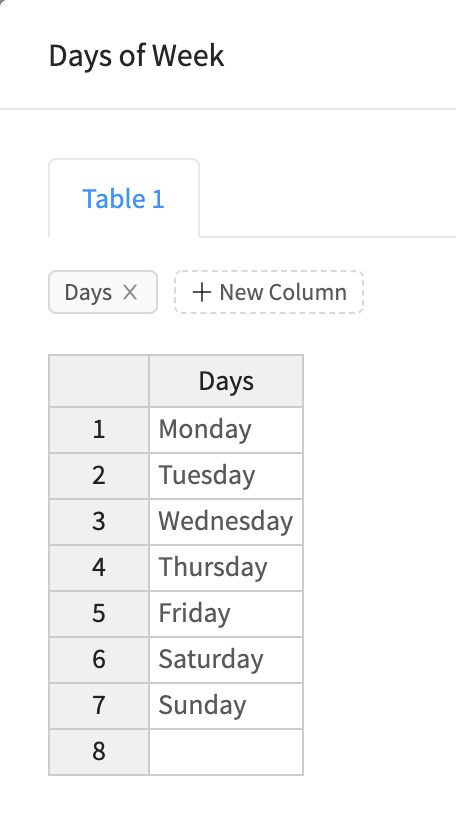 Days of Week
Table 1
Days × + New Column
Days
1 Monday
2 Tuesday
3 Wednesday
4 Thursday
5 Friday
6 Saturday
7 Sunday
8